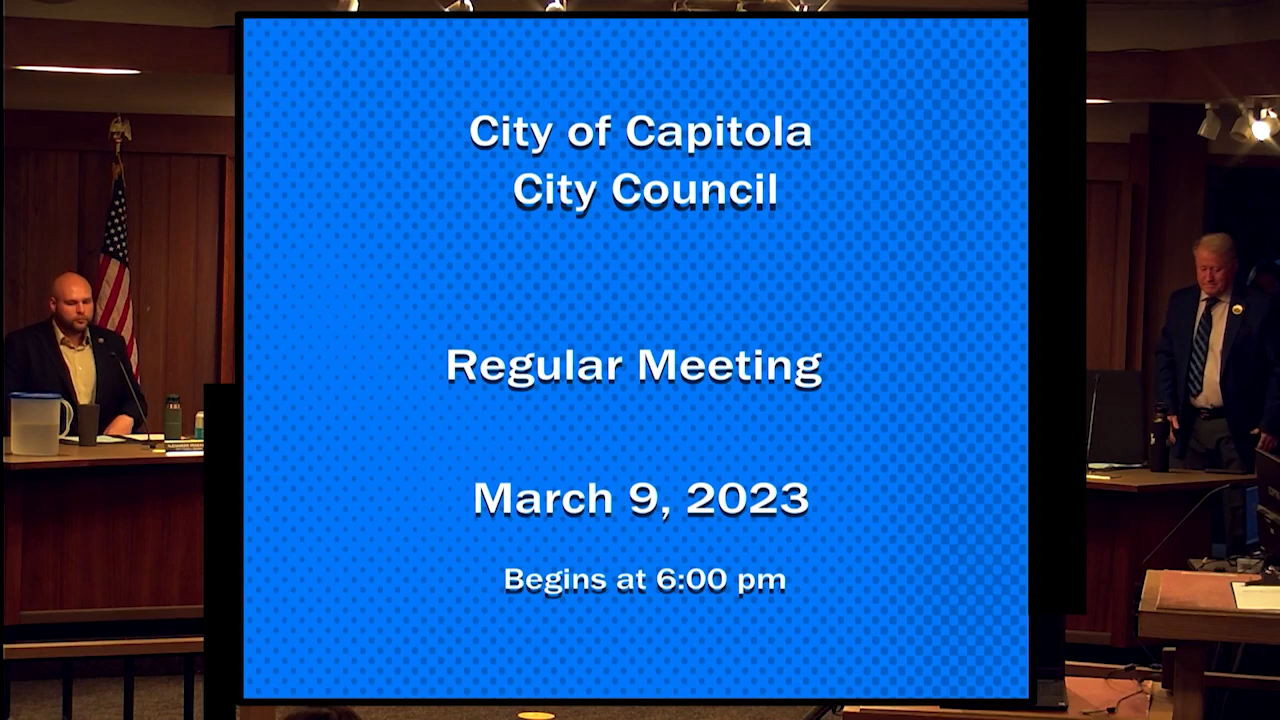 City of Capitola
City Council
Regular Meeting
March 9, 2023
Begins at 6:00 pm